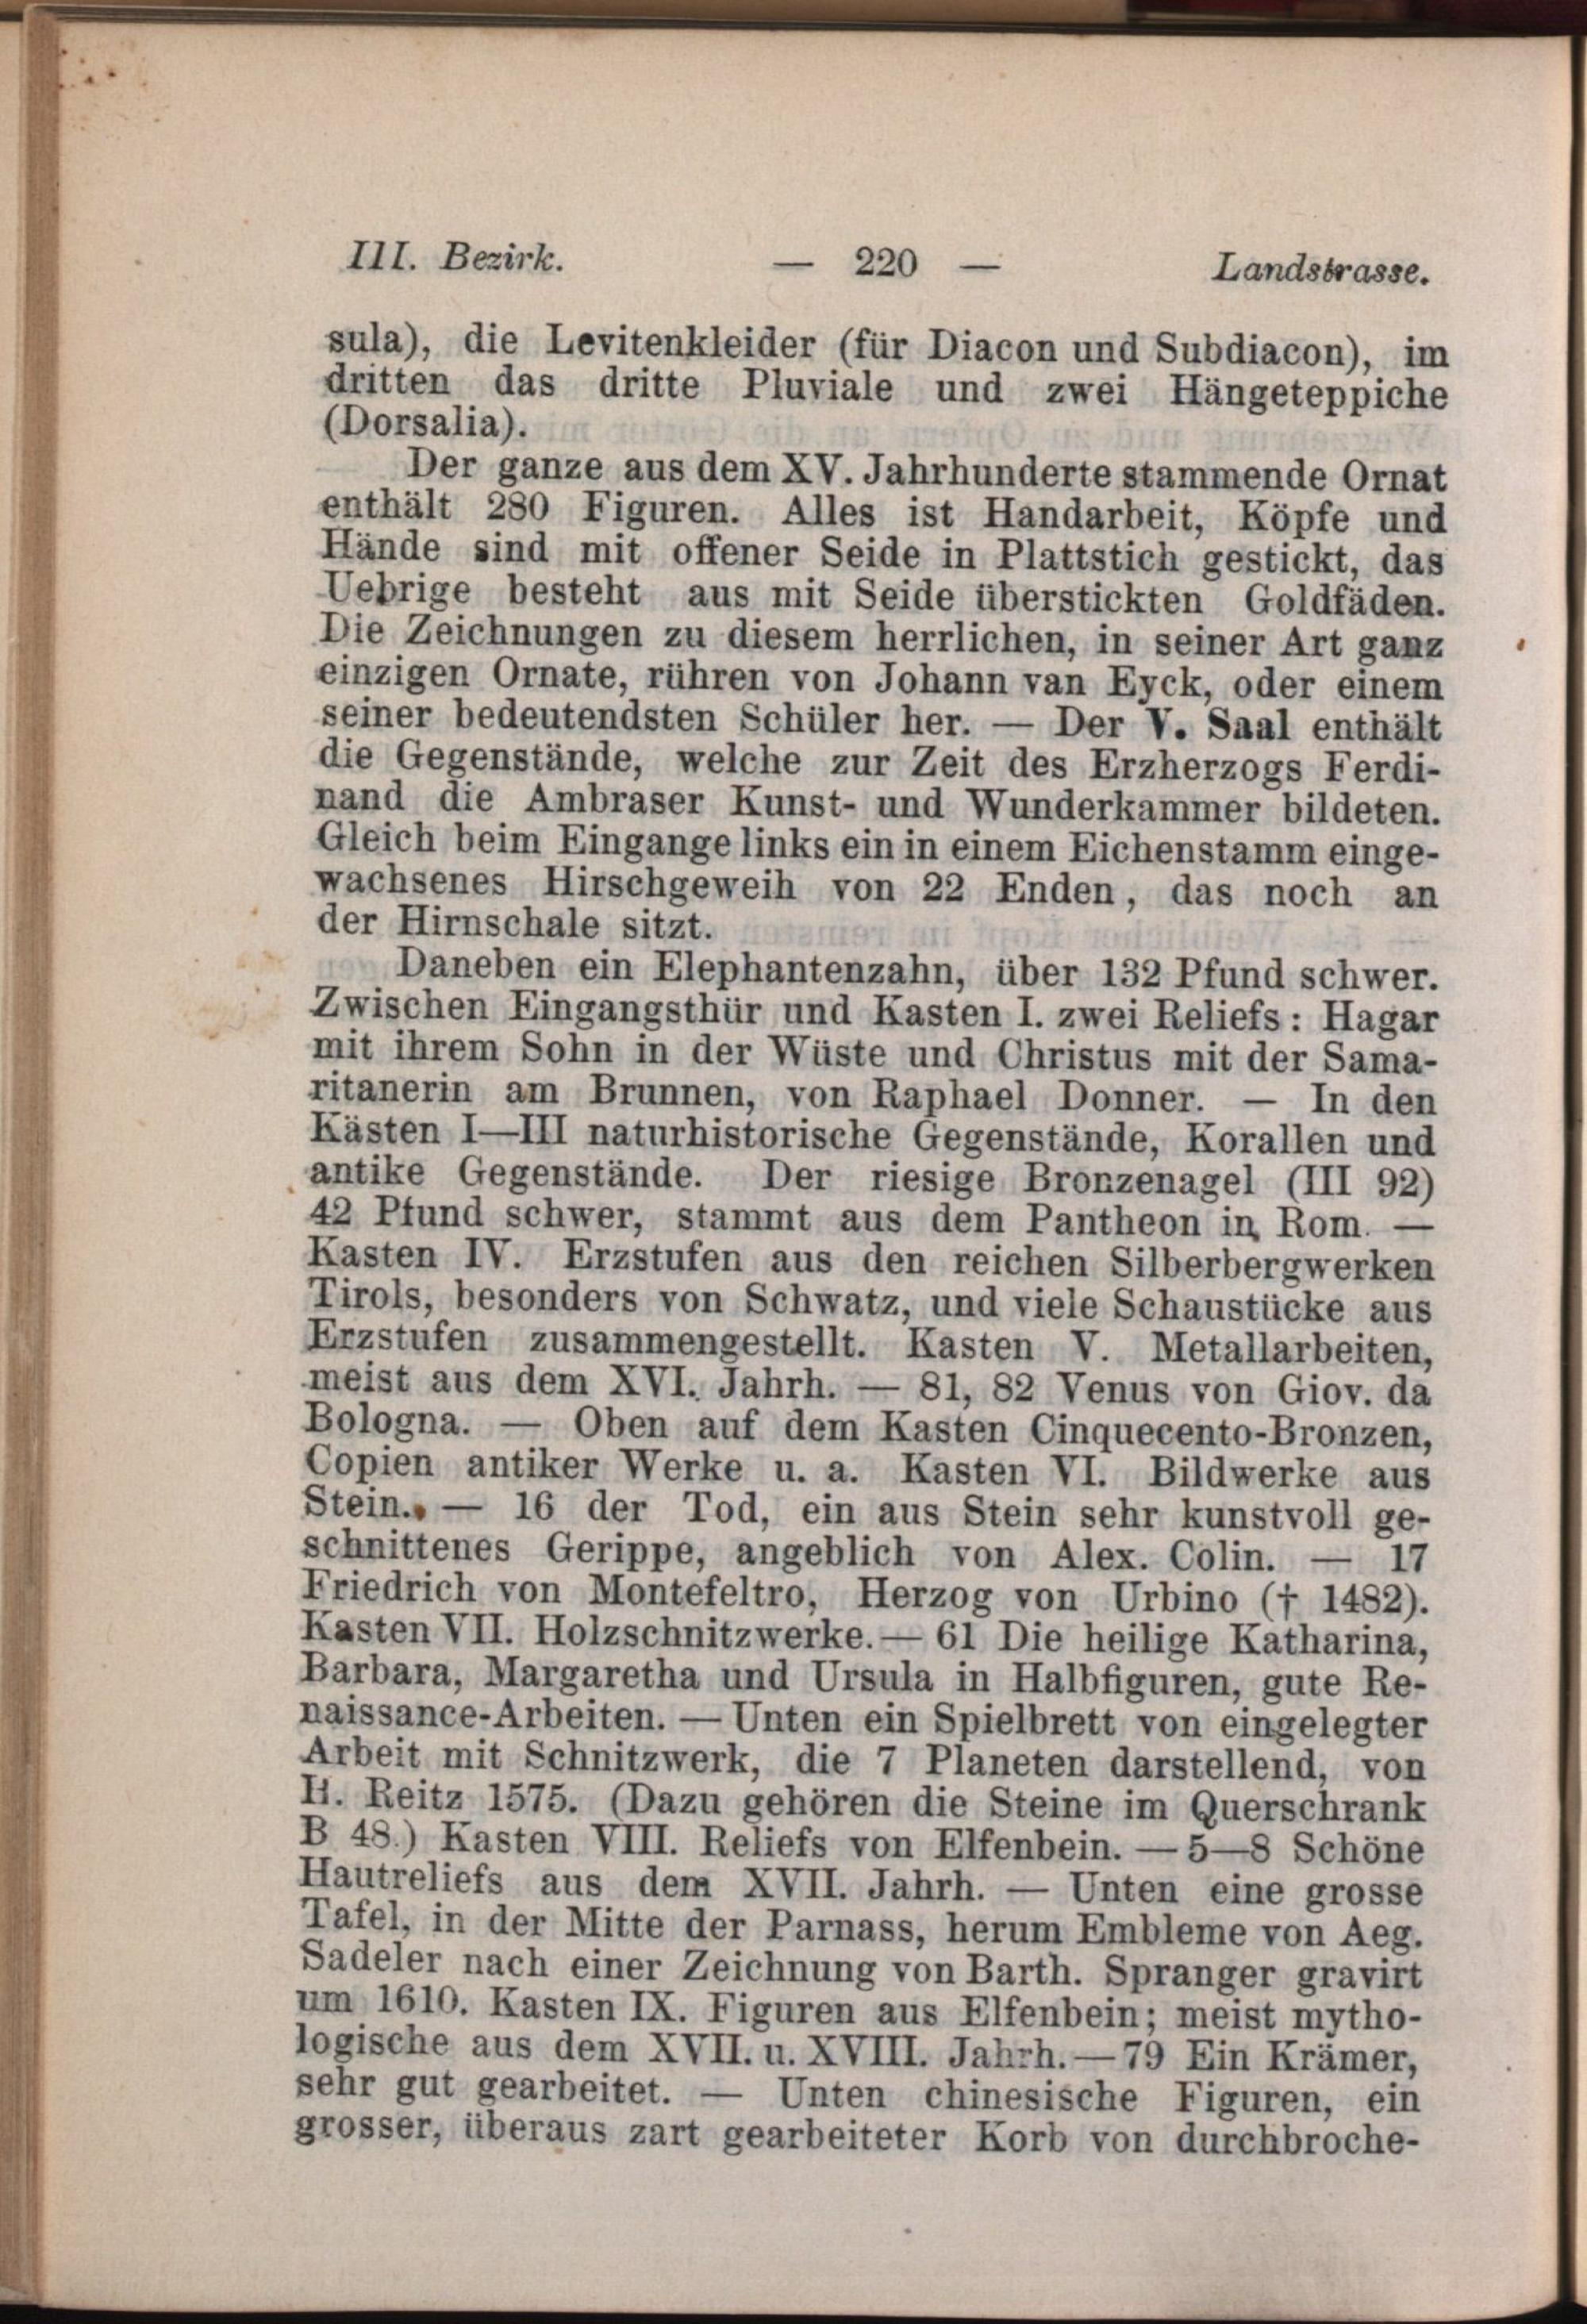 III. Bezirk. — 220 — Landstrasse.
sula), die Levitenkleider (für Diacon und Subdiacon), im
dritten das dritte Pluviale und zwei Hängeteppiche
(Dorsalia).
Der ganze aus dem XV. Jahrhunderte stammende Ornat
enthält 280 Figuren. Alles ist Handarbeit, Köpfe und
Hände sind mit offener Seide in Plattstich gestickt, das
Uebrige besteht aus mit Seide überstickten Goldfäden.
Die Zeichnungen zu diesem herrlichen, in seiner Art ganz
einzigen Ornate, rühren von Johann van Eyck, oder einem
seiner bedeutendsten Schüler her. — Der V. Saal enthält
die Gegenstände, welche zur Zeit des Erzherzogs Ferdi-
nand die Ambraser Kunst- und Wunderkammer bildeten.
Gleich beim Eingange links ein in einem Eichenstamm einge-
wachsenes Hirschgeweih von 22 Enden, das noch an
der Hirnschale sitzt.
Daneben ein Elephantenzahn, über 132 Pfund schwer.
Zwischen Eingangsthür und Kasten I. zwei Reliefs: Hagar
mit ihrem Sohn in der Wüste und Christus mit der Sama-
ritanerin am Brunnen, von Raphael Donner. — In den
Kästen I—III naturhistorische Gegenstände, Korallen und
antike Gegenstände. Der riesige Bronzenagel (III 92)
42 Pfund schwer, stammt aus dem Pantheon in Rom. —
Kasten IV. Erzstufen aus den reichen Silberbergwerken
Tirols, besonders von Schwatz, und viele Schaustücke aus
Erzstufen zusammengestellt. Kasten V. Metallarbeiten,
meist aus dem XVI. Jahrh. — 81, 82 Venus von Giov. da
Bologna. — Oben auf dem Kasten Cinquecento-Bronzen,
Copien antiker Werke u. a. Kasten VI. Bildwerke aus
Stein. — 16 der Tod, ein aus Stein sehr kunstvoll ge-
schnittenes Gerippe, angeblich von Alex. Colin. — 17
Friedrich von Montefeltro, Herzog von Urbino († 1482).
Kasten VII. Holzschnitzwerke. — 61 Die heilige Katharina,
Barbara, Margaretha und Ursula in Halbfiguren, gute Re-
naissance-Arbeiten. — Unten ein Spielbrett von eingelegter
Arbeit mit Schnitzwerk, die 7 Planeten darstellend, von
H. Reitz 1575. (Dazu gehören die Steine im Querschrank
B 48.) Kasten VIII. Reliefs von Elfenbein. — 5—8 Schöne
Hautreliefs aus dem XVII. Jahrh. — Unten eine grosse
Tafel, in der Mitte der Parnass, herum Embleme von Aeg.
Sadeler nach einer Zeichnung von Barth. Spranger gravirt
um 1610. Kasten IX. Figuren aus Elfenbein; meist mytho-
logische aus dem XVII. u. XVIII. Jahrh. — 79 Ein Krämer,
sehr gut gearbeitet. — Unten chinesische Figuren, ein
grosser, überaus zart gearbeiteter Korb von durchbroche-